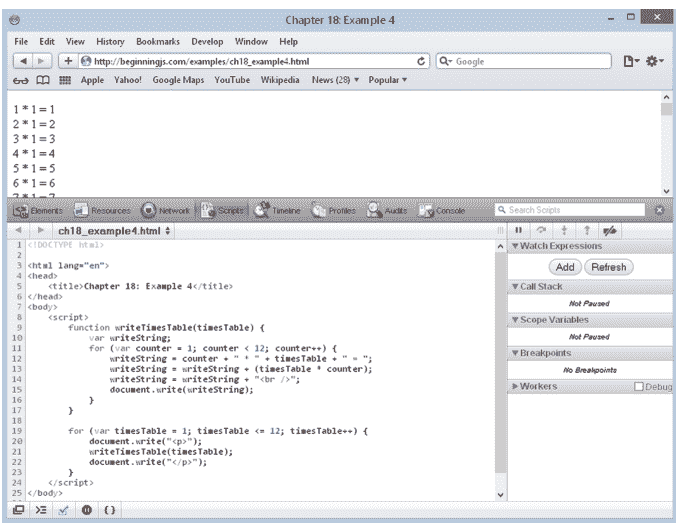 Chapter 18: Example 4
File Edit View History Bookmarks Develop Window Help
http://beginningjs.com/examples/ch18_example4.html
Google
Apple Yahoo! Google Maps YouTube Wikipedia News (28) Popular
1 * 1 = 1
2 * 1 = 2
3 * 1 = 3
4 * 1 = 4
5 * 1 = 5
6 * 1 = 6
7 * 1 = 7
Elements Resources Network Scripts Timeline Profiles Audits Console Search Scripts
ch18_example4.html
1 <!DOCTYPE html>
2
3 <html lang="en">
4 <head>
5 <title>Chapter 18: Example 4</title>
6 </head>
7 <body>
8 <script>
9 function writeTimesTable(timesTable) {
10 var writeString;
11 for (var counter = 1; counter < 12; counter++) {
12 writeString = counter + " * " + timesTable + " = ";
13 writeString = writeString + (timesTable * counter);
14 writeString = writeString + "<br />";
15 document.write(writeString);
16 }
17 }
18
19 for (var timesTable = 1; timesTable <= 12; timesTable++) {
20 document.write("<p>");
21 writeTimesTable(timesTable);
22 document.write("</p>");
23 }
24 </script>
25 </body>
Watch Expressions
Add Refresh
Call Stack
Not Paused
Scope Variables
Not Paused
Breakpoints
No Breakpoints
Workers Debug